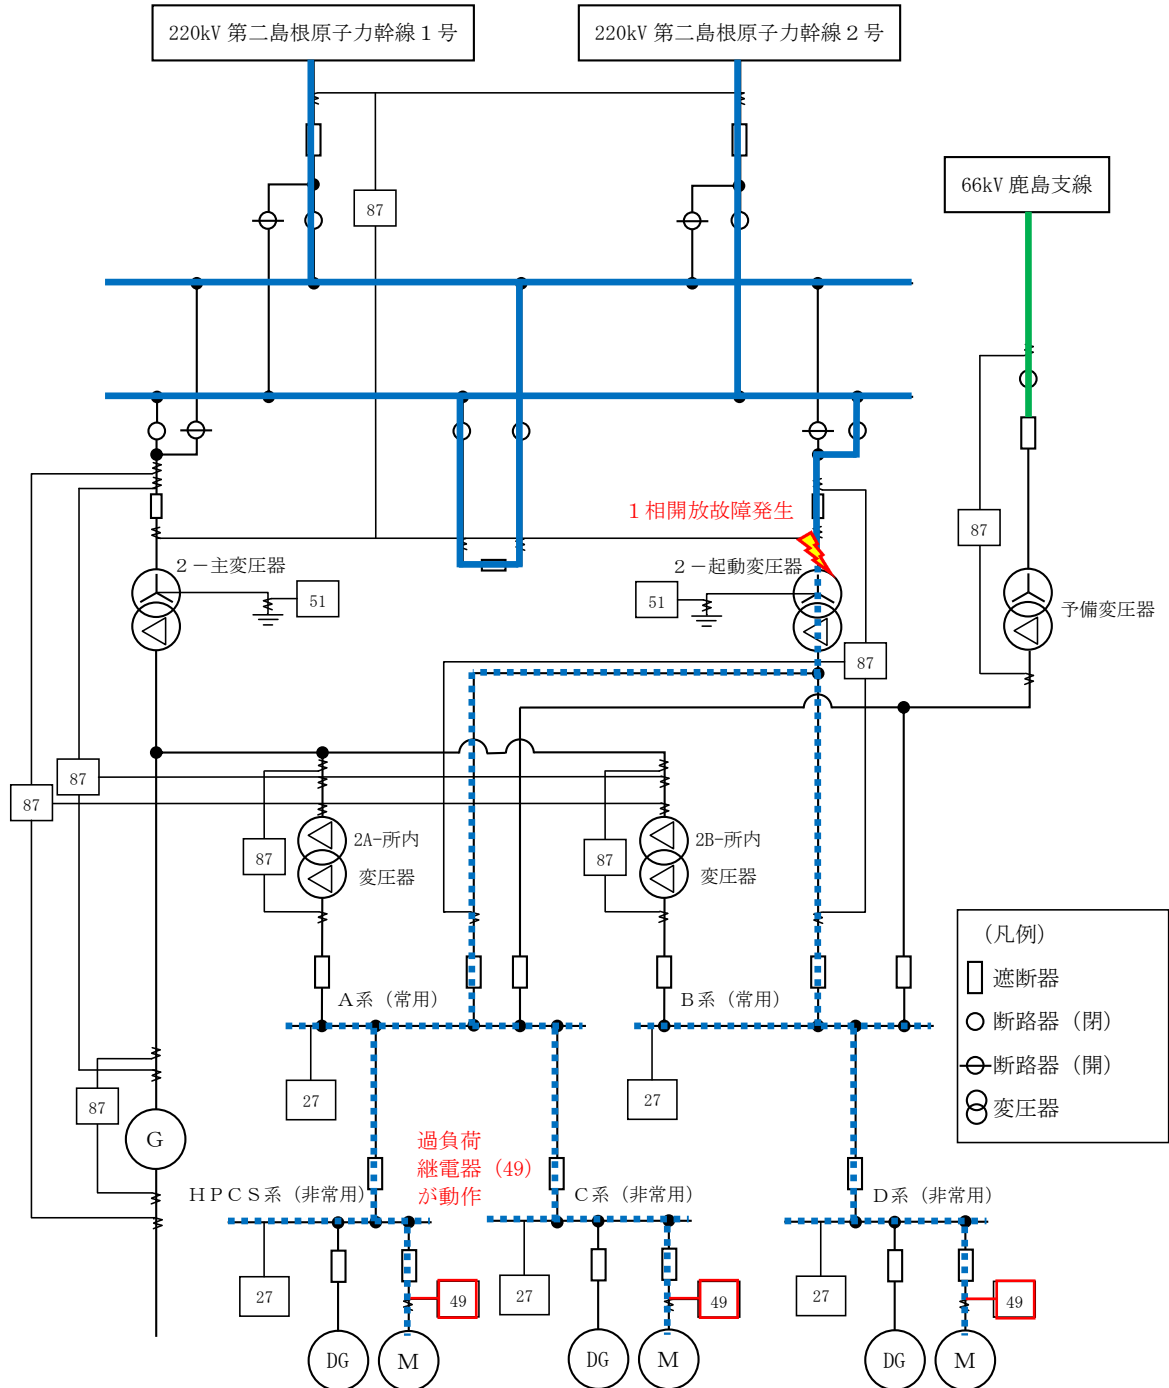 220kV 第二島根原子力幹線１号
220kV 第二島根原子力幹線２号
66kV 鹿島支線
87
１相開放故障発生
87
２－主変圧器
51
２－起動変圧器
51
予備変圧器
87
87
87
2A-所内
変圧器
87
2B-所内
変圧器
87
(凡例)
遮断器
断路器（閉）
断路器（開）
変圧器
Ａ系（常用）
Ｂ系（常用）
27
27
87
G
過負荷
継電器（49）
が動作
ＨＰＣＳ系（非常用）
Ｃ系（非常用）
Ｄ系（非常用）
27
49
27
49
27
49
DG
M
DG
M
DG
M